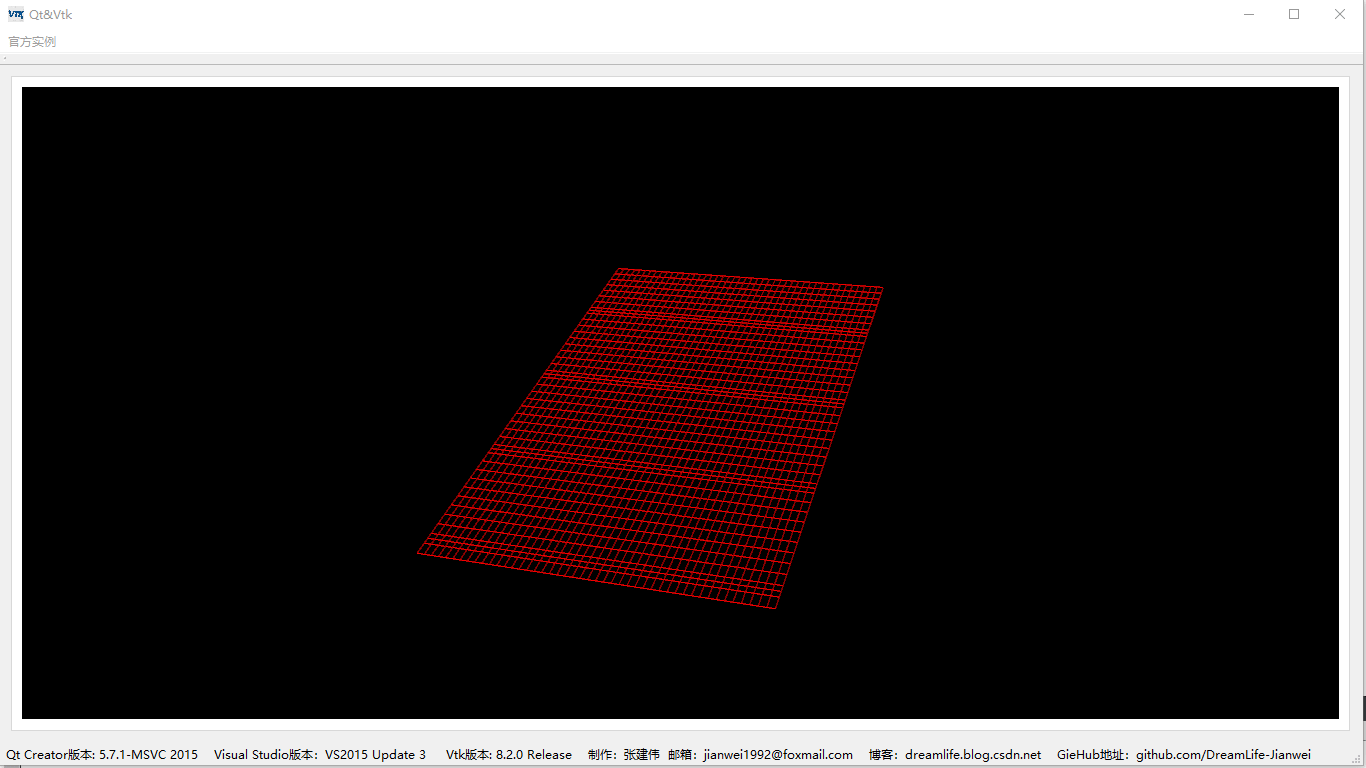 VTK Qt&Vtk
官方实例
Qt Creator版本: 5.7.1-MSVC 2015 Visual Studio版本：VS2015 Update 3 Vtk版本: 8.2.0 Release 制作：张建伟 邮箱：jianwei1992@foxmail.com 博客：dreamlife.blog.csdn.net GieHub地址：github.com/DreamLife-Jianwei